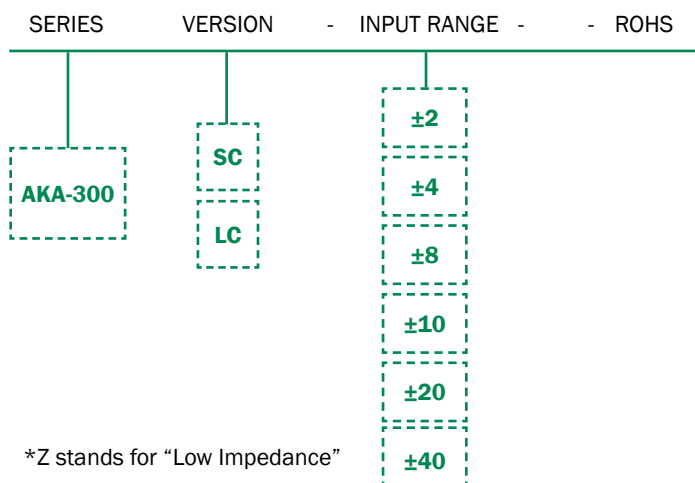 SERIES VERSION - INPUT RANGE - - ROHS
±2
SC
±4
AKA-300
LC
±8
±10
±20
*Z stands for “Low Impedance”
±40